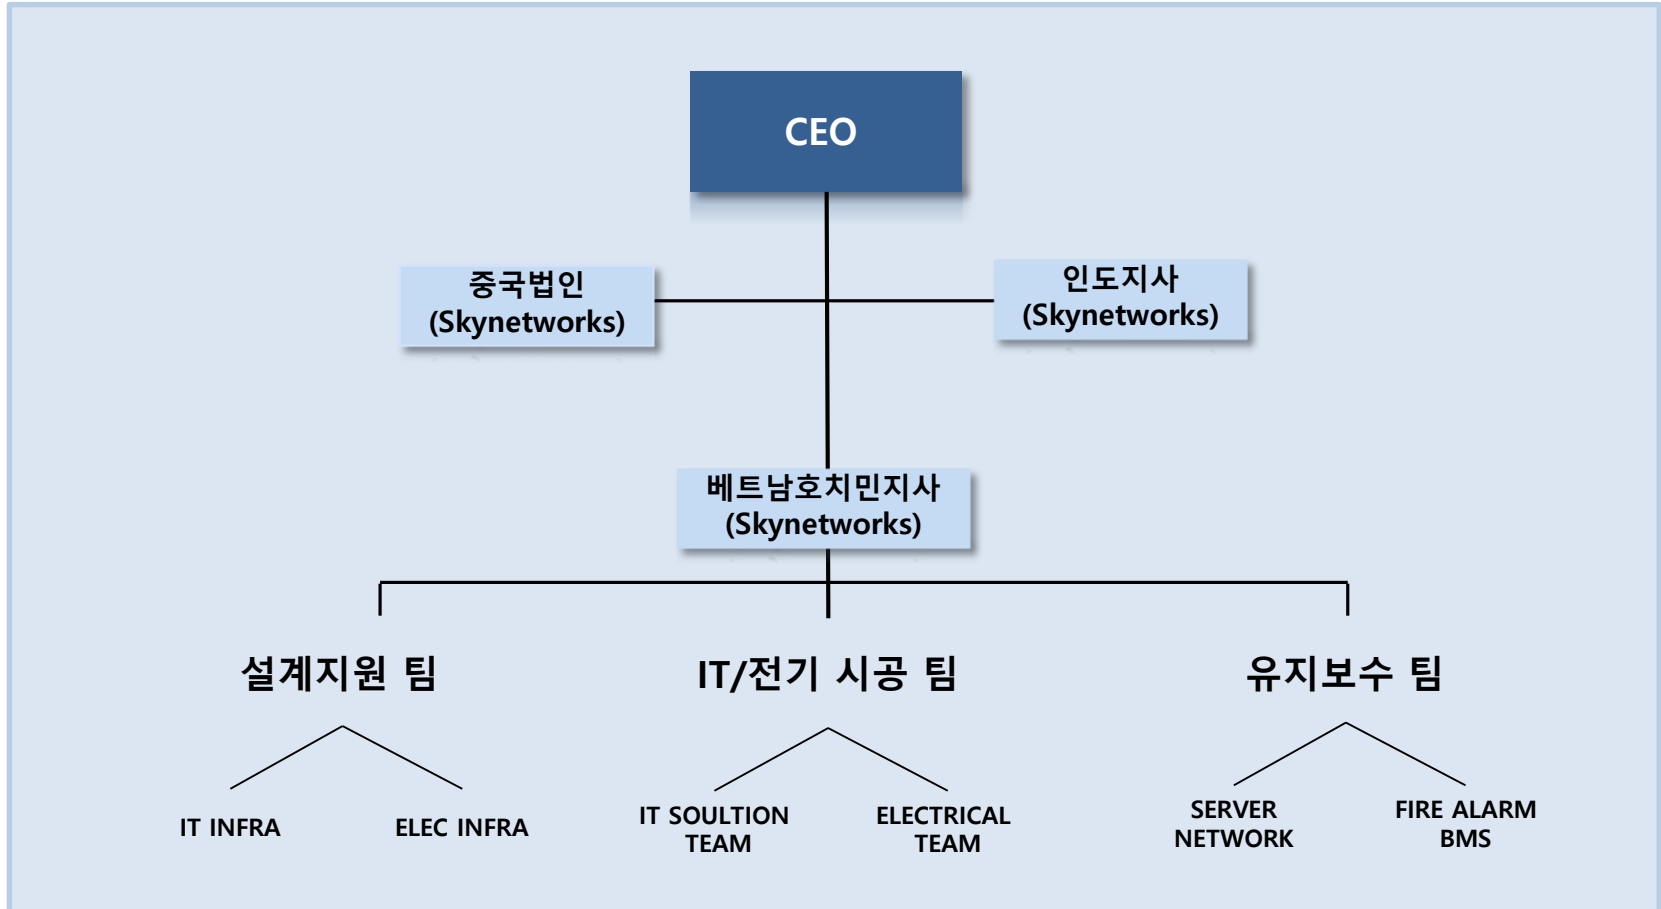 CEO
중국법인
(Skynetworks)
인도지사
(Skynetworks)
베트남호치민지사
(Skynetworks)
설계지원 팀
IT/전기 시공 팀
유지보수 팀
IT INFRA
ELEC INFRA
IT SOULTION
TEAM
ELECTRICAL
TEAM
SERVER
NETWORK
FIRE ALARM
BMS